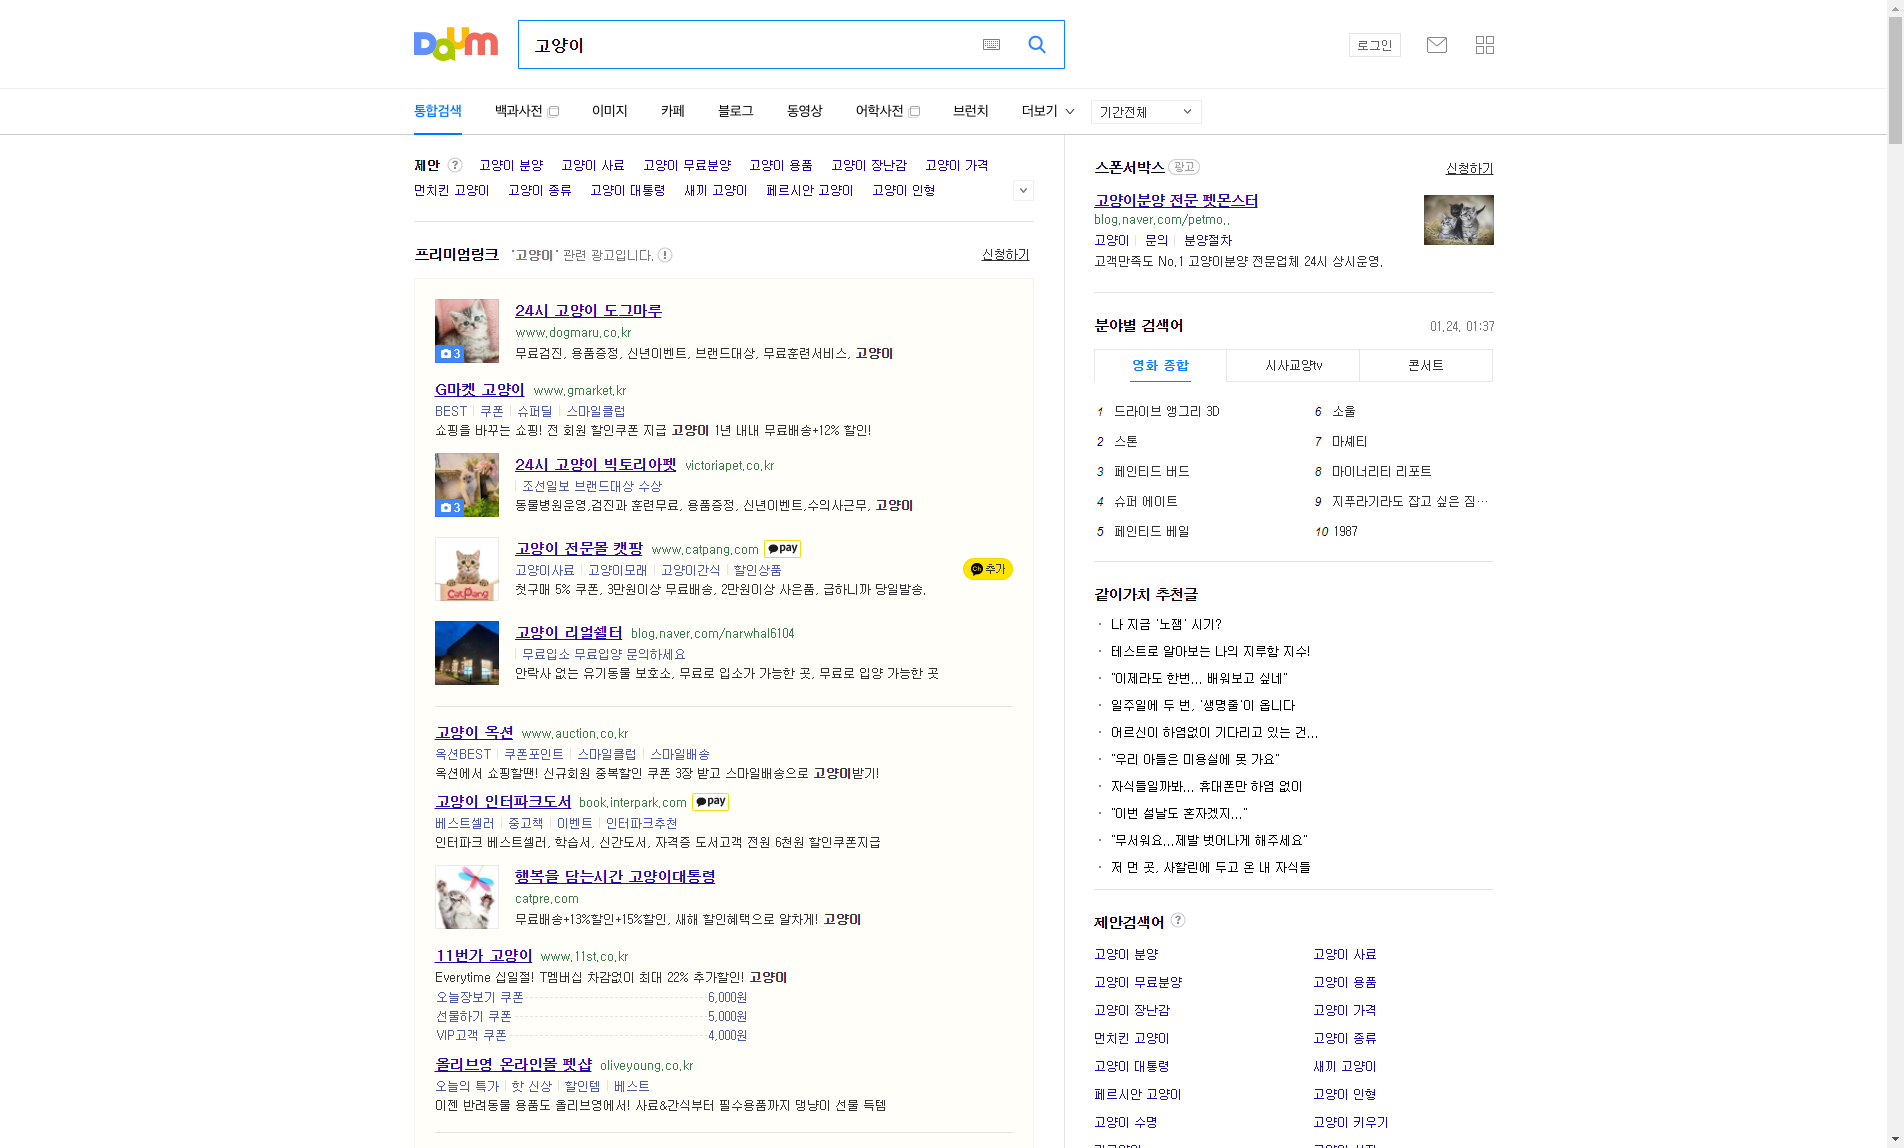 Daum
고양이
로그인
통합검색 백과사전 이미지 카페 블로그 동영상 어학사전 브런치 더보기 기간전체
제안 ? 고양이 분양 고양이 사료 고양이 무료분양 고양이 용품 고양이 장난감 고양이 가격
먼치킨 고양이 고양이 종류 고양이 대통령 새끼 고양이 페르시안 고양이 고양이 인형
프리미엄링크 '고양이' 관련 광고입니다. 신청하기
24시 고양이 도그마루
www.dogmaru.co.kr
3
무료검진, 용품증정, 신년이벤트, 브랜드대상, 무료훈련서비스, 고양이
G마켓 고양이 www.gmarket.kr
BEST 쿠폰 슈퍼딜 스마일클럽
쇼핑을 바꾸는 쇼핑! 전 회원 할인쿠폰 지급 고양이 1년 내내 무료배송+12% 할인!
24시 고양이 빅토리아펫 victoriapet.co.kr
조선일보 브랜드대상 수상
3
동물병원운영,검진과 훈련무료, 용품증정, 신년이벤트,수의사근무, 고양이
고양이 전문몰 캣팡 www.catpang.com pay
고양이사료 고양이모래 고양이간식 할인상품
CatPang
첫구매 5% 쿠폰, 3만원이상 무료배송, 2만원이상 사은품, 급하니까 당일발송.
Ch 추가
고양이 리얼쉘터 blog.naver.com/narwhal6104
무료입소 무료입양 문의하세요
안락사 없는 유기동물 보호소, 무료로 입소가 가능한 곳, 무료로 입양 가능한 곳
고양이 옥션 www.auction.co.kr
옥션BEST 쿠폰포인트 스마일클럽 스마일배송
옥션에서 쇼핑할땐! 신규회원 중복할인 쿠폰 3장 받고 스마일배송으로 고양이받기!
고양이 인터파크도서 book.interpark.com pay
베스트셀러 중고책 이벤트 인터파크추천
인터파크 베스트셀러, 학습서, 신간도서, 자격증 도서고객 전원 6천원 할인쿠폰지급
행복을 담는시간 고양이대통령
catpre.com
무료배송+13%할인+15%할인, 새해 할인혜택으로 알차게! 고양이
11번가 고양이 www.11st.co.kr
Everytime 십일절! T멤버십 차감없이 최대 22% 추가할인! 고양이
오늘장보기 쿠폰 6,000원
선물하기 쿠폰 5,000원
VIP고객 쿠폰 4,000원
올리브영 온라인몰 펫샵 oliveyoung.co.kr
오늘의 특가 핫 신상 할인템 베스트
이젠 반려동물 용품도 올리브영에서! 사료&간식부터 필수용품까지 댕냥이 선물 득템
스폰서박스 광고 신청하기
고양이분양 전문 펫몬스터
blog.naver.com/petmo..
고양이 문의 분양절차
고객만족도 No.1 고양이분양 전문업체 24시 상시운영.
분야별 검색어 01.24. 01:37
영화 종합 시사교양tv 콘서트
1 드라이브 앵그리 3D 6 소울
2 스톤 7 마셰티
3 페인티드 버드 8 마이너리티 리포트
4 슈퍼 에이트 9 지푸라기라도 잡고 싶은 짐…
5 페인티드 베일 10 1987
같이가치 추천글
나 지금 '노잼' 시기?
테스트로 알아보는 나의 지루함 지수!
"이제라도 한번... 배워보고 싶네"
일주일에 두 번, '생명줄'이 옵니다
어르신이 하염없이 기다리고 있는 건...
"우리 아들은 미용실에 못 가요"
자식들일까봐... 휴대폰만 하염 없이
"이번 설날도 혼자겠지..."
"무서워요...제발 벗어나게 해주세요"
저 먼 곳, 사할린에 두고 온 내 자식들
제안검색어 ?
고양이 분양 고양이 사료
고양이 무료분양 고양이 용품
고양이 장난감 고양이 가격
먼치킨 고양이 고양이 종류
고양이 대통령 새끼 고양이
페르시안 고양이 고양이 인형
고양이 수명 고양이 키우기